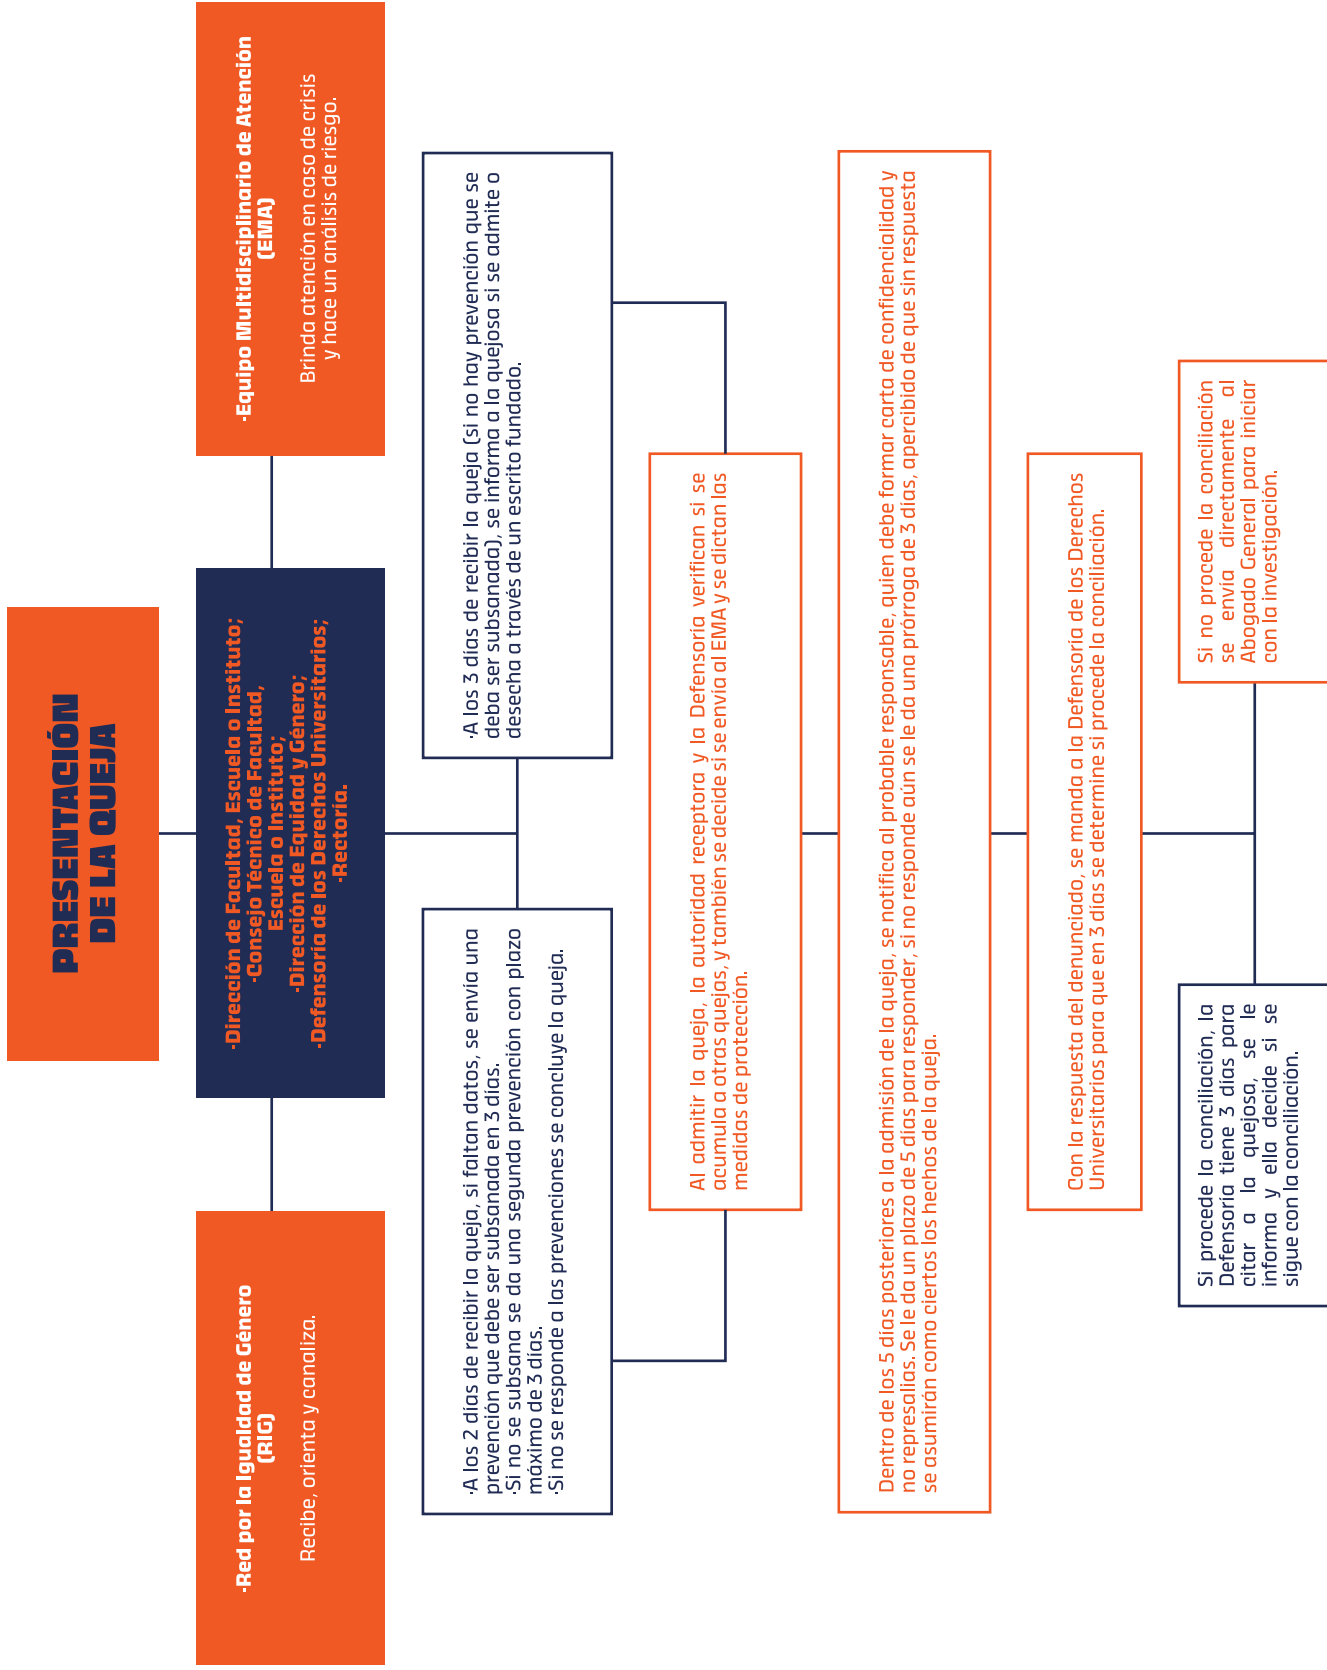 PRESENTACIÓN
DE LA QUEJA
·Red por la Igualdad de Género
(RIG)
Recibe, orienta y canaliza.
·Dirección de Facultad, Escuela o Instituto;
·Consejo Técnico de Facultad,
Escuela o Instituto;
·Dirección de Equidad y Género;
·Defensoría de los Derechos Universitarios;
·Rectoría.
·Equipo Multidisciplinario de Atención
(EMA)
Brinda atención en caso de crisis
y hace un análisis de riesgo.
·A los 2 días de recibir la queja, si faltan datos, se envía una
prevención que debe ser subsanada en 3 días.
·Si no se subsana se da una segunda prevención con plazo
máximo de 3 días.
·Si no se responde a las prevenciones se concluye la queja.
·A los 3 días de recibir la queja (si no hay prevención que se
deba ser subsanada), se informa a la quejosa si se admite o
desecha a través de un escrito fundado.
Al admitir la queja, la autoridad receptora y la Defensoría verifican si se
acumula a otras quejas, y también se decide si se envía al EMA y se dictan las
medidas de protección.
Dentro de los 5 días posteriores a la admisión de la queja, se notifica al probable responsable, quien debe formar carta de confidencialidad y
no represalias. Se le da un plazo de 5 días para responder, si no responde aún se le da una prórroga de 3 días, apercibido de que sin respuesta
se asumirán como ciertos los hechos de la queja.
Con la respuesta del denunciado, se manda a la Defensoría de los Derechos
Universitarios para que en 3 días se determine si procede la conciliación.
Si procede la conciliación, la
Defensoría tiene 3 días para
citar a la quejosa, se le
informa y ella decide si se
sigue con la conciliación.
Si no procede la conciliación
se envía directamente al
Abogado General para iniciar
con la investigación.